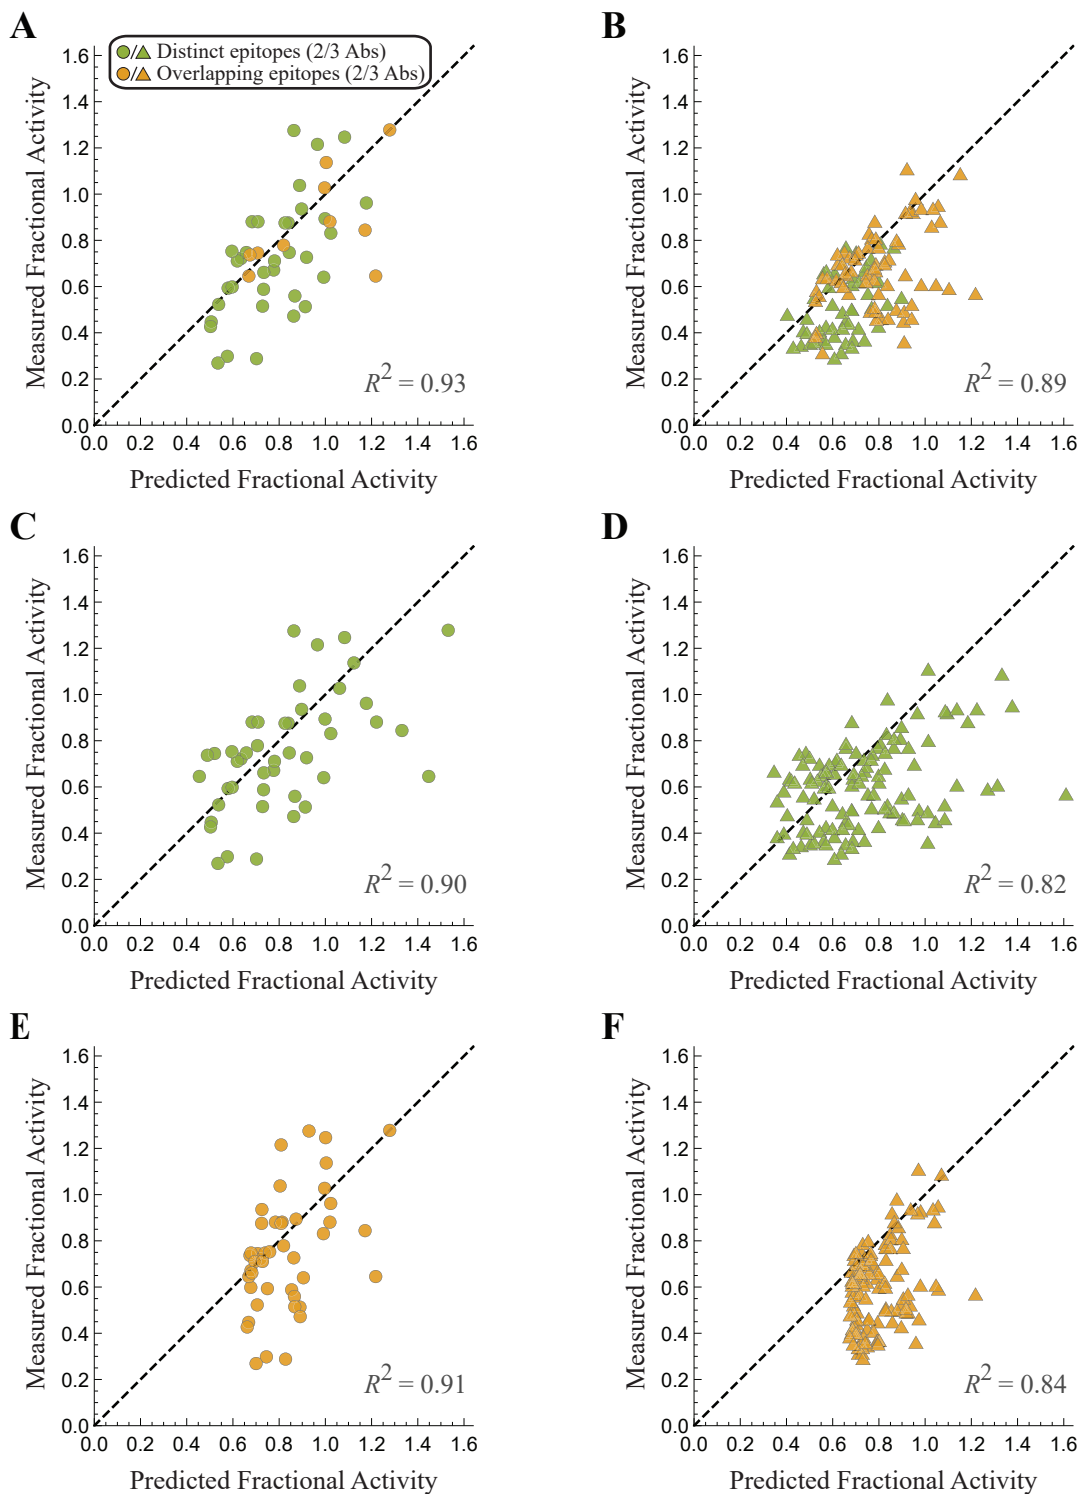 A
●/▲ Distinct epitopes (2/3 Abs)
●/▲ Overlapping epitopes (2/3 Abs)
Measured Fractional Activity
1.6
1.4
1.2
1.0
0.8
0.6
0.4
0.2
0.0
R² = 0.93
0.0 0.2 0.4 0.6 0.8 1.0 1.2 1.4 1.6
Predicted Fractional Activity
B
Measured Fractional Activity
1.6
1.4
1.2
1.0
0.8
0.6
0.4
0.2
0.0
R² = 0.89
0.0 0.2 0.4 0.6 0.8 1.0 1.2 1.4 1.6
Predicted Fractional Activity
C
Measured Fractional Activity
1.6
1.4
1.2
1.0
0.8
0.6
0.4
0.2
0.0
R² = 0.90
0.0 0.2 0.4 0.6 0.8 1.0 1.2 1.4 1.6
Predicted Fractional Activity
D
Measured Fractional Activity
1.6
1.4
1.2
1.0
0.8
0.6
0.4
0.2
0.0
R² = 0.82
0.0 0.2 0.4 0.6 0.8 1.0 1.2 1.4 1.6
Predicted Fractional Activity
E
Measured Fractional Activity
1.6
1.4
1.2
1.0
0.8
0.6
0.4
0.2
0.0
R² = 0.91
0.0 0.2 0.4 0.6 0.8 1.0 1.2 1.4 1.6
Predicted Fractional Activity
F
Measured Fractional Activity
1.6
1.4
1.2
1.0
0.8
0.6
0.4
0.2
0.0
R² = 0.84
0.0 0.2 0.4 0.6 0.8 1.0 1.2 1.4 1.6
Predicted Fractional Activity